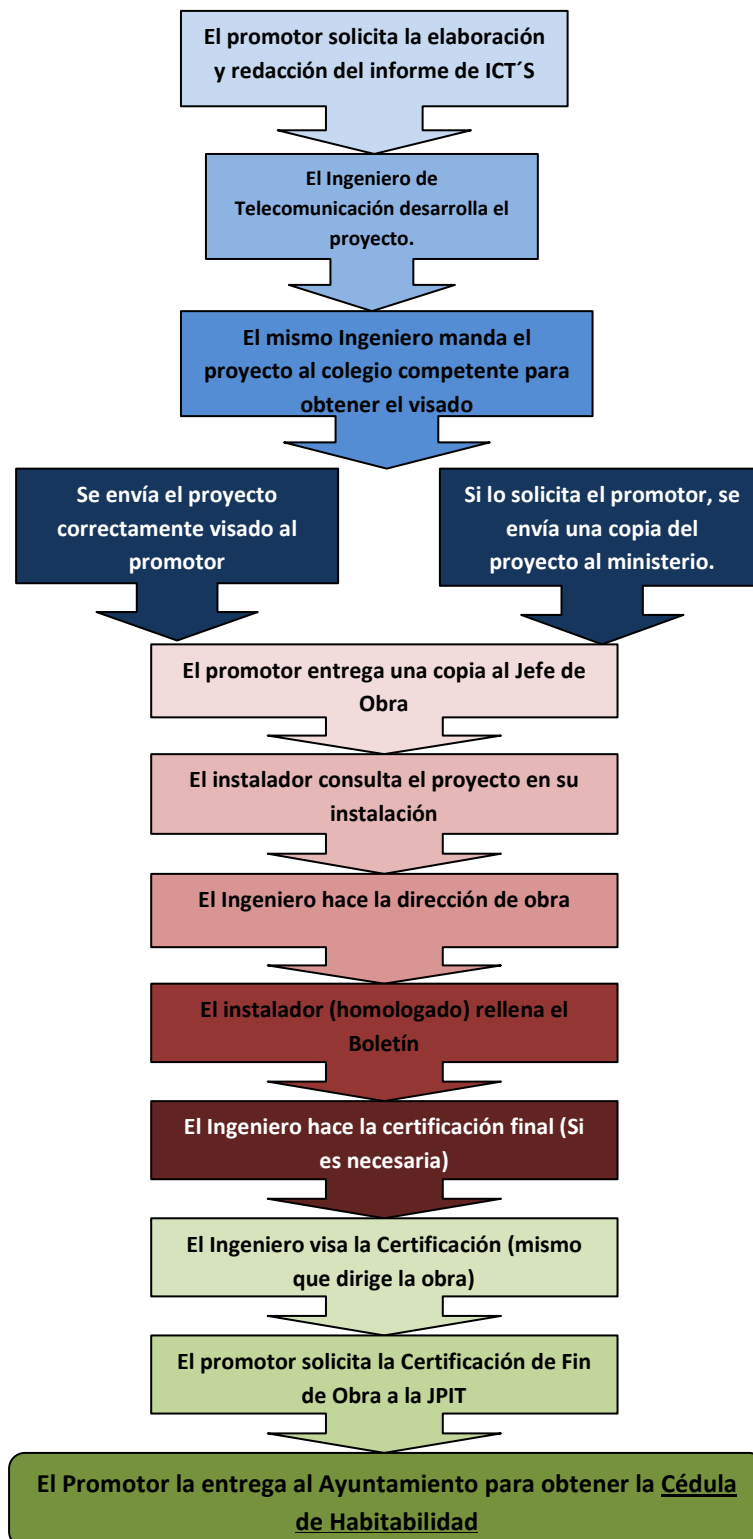 El promotor solicita la elaboración
y redacción del informe de ICT´S
El Ingeniero de
Telecomunicación desarrolla el
proyecto.
El mismo Ingeniero manda el
proyecto al colegio competente para
obtener el visado
Se envía el proyecto
correctamente visado al
promotor
Si lo solicita el promotor, se
envía una copia del
proyecto al ministerio.
El promotor entrega una copia al Jefe de
Obra
El instalador consulta el proyecto en su
instalación
El Ingeniero hace la dirección de obra
El instalador (homologado) rellena el
Boletín
El Ingeniero hace la certificación final (Si
es necesaria)
El Ingeniero visa la Certificación (mismo
que dirige la obra)
El promotor solicita la Certificación de Fin
de Obra a la JPIT
El Promotor la entrega al Ayuntamiento para obtener la Cédula
de Habitabilidad